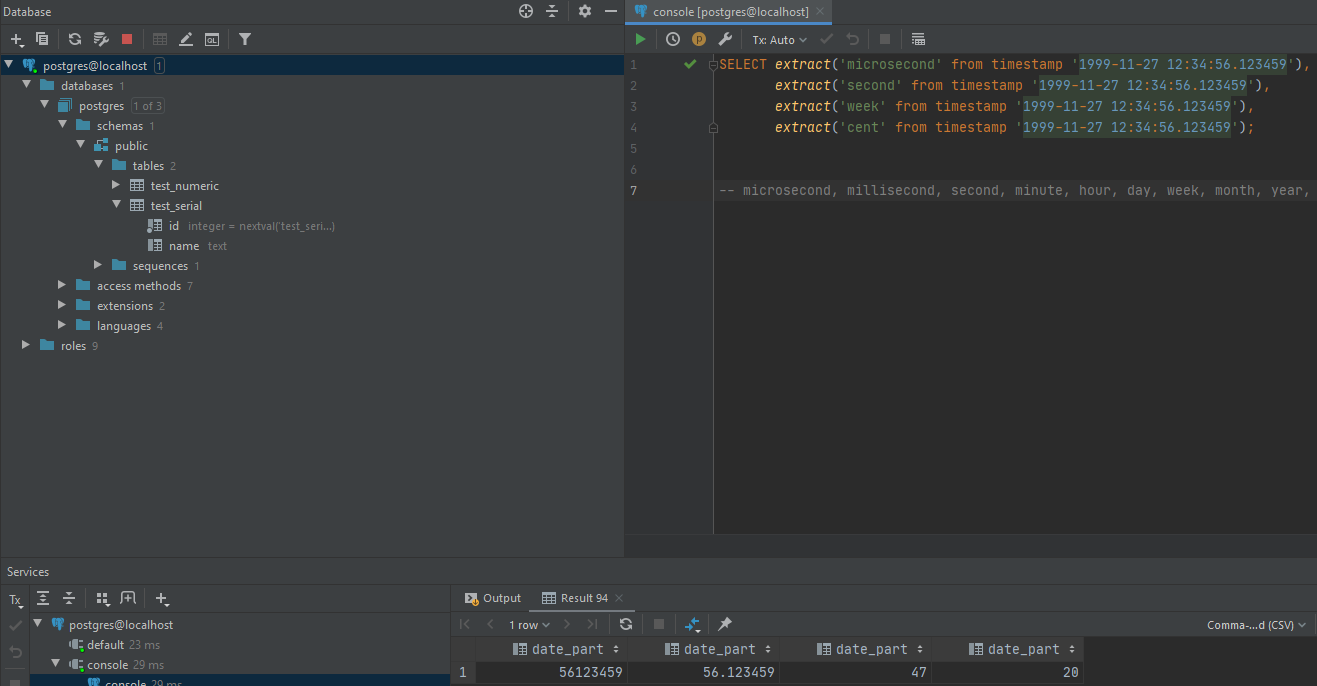 Database
postgres@localhost 1
databases 1
postgres 1 of 3
schemas 1
public
tables 2
test_numeric
test_serial
id integer = nextval('test_seri...)
name text
sequences 1
access methods 7
extensions 2
languages 4
roles 9
console [postgres@localhost]
Tx: Auto
1 SELECT extract('microsecond' from timestamp '1999-11-27 12:34:56.123459'),
2 extract('second' from timestamp '1999-11-27 12:34:56.123459'),
3 extract('week' from timestamp '1999-11-27 12:34:56.123459'),
4 extract('cent' from timestamp '1999-11-27 12:34:56.123459');
5
6
7 -- microsecond, millisecond, second, minute, hour, day, week, month, year,
Services
Tx
postgres@localhost
default 23 ms
console 29 ms
console 29 ms
Output Result 94
1 row Comma-...d (CSV)
date_part date_part date_part date_part
1 56123459 56.123459 47 20